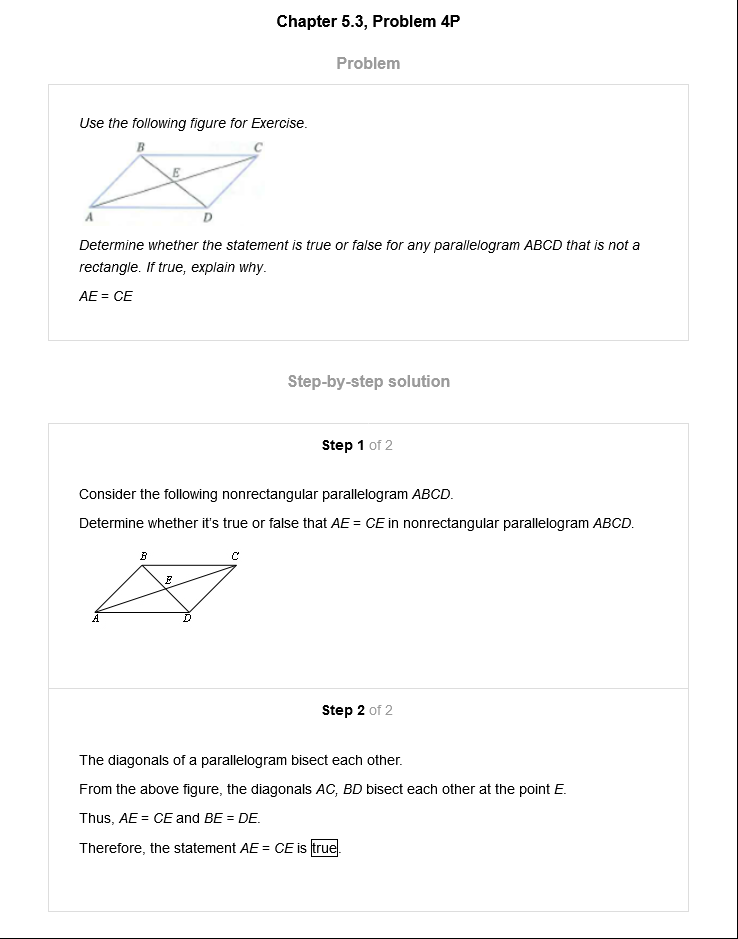 Chapter 5.3, Problem 4P
Problem
Use the following figure for Exercise.
B
C
E
A
D
Determine whether the statement is true or false for any parallelogram ABCD that is not a
rectangle. If true, explain why.
AE = CE
Step-by-step solution
Step 1 of 2
Consider the following nonrectangular parallelogram ABCD.
Determine whether it's true or false that AE = CE in nonrectangular parallelogram ABCD.
B
C
E
A
D
Step 2 of 2
The diagonals of a parallelogram bisect each other.
From the above figure, the diagonals AC, BD bisect each other at the point E.
Thus, AE = CE and BE = DE.
Therefore, the statement AE = CE is true.